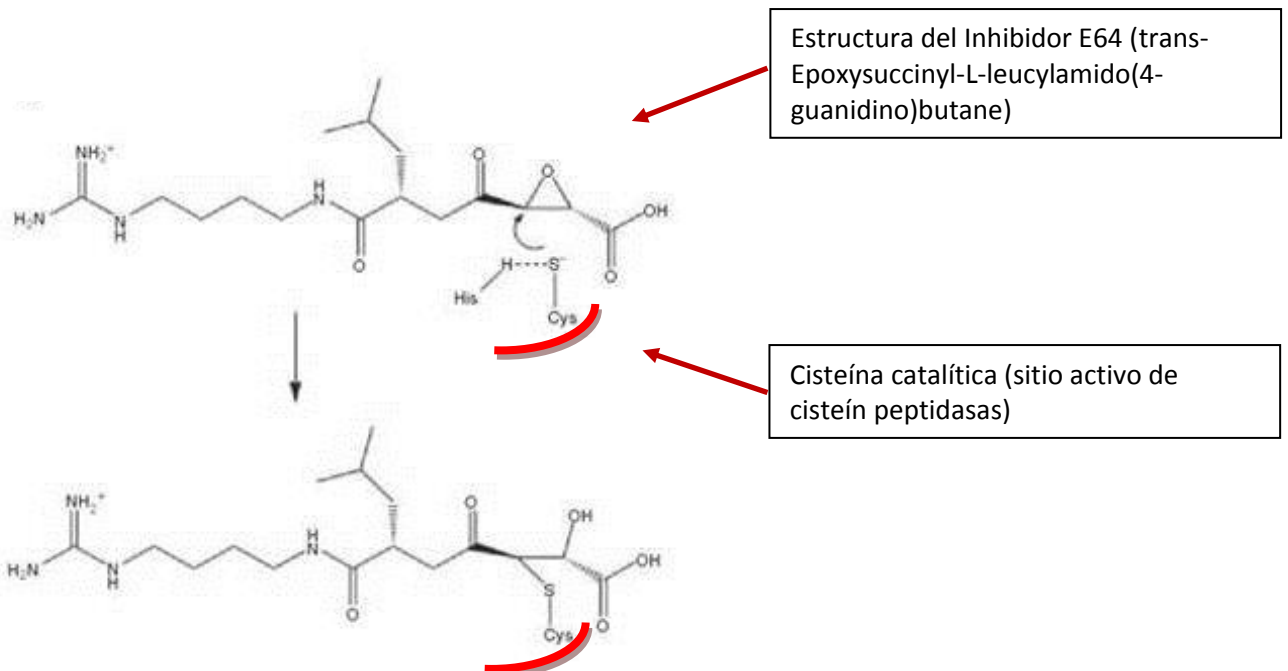 Estructura del Inhibidor E64 (trans-
Epoxysuccinyl-L-leucylamido(4-
guanidino)butane)
NH₂⁺
H₂N
N
H
H
N
O
O
O
OH
O
H----S⁻
His
Cys
Cisteína catalítica (sitio activo de
cisteín peptidasas)
NH₂⁺
H₂N
N
H
H
N
O
O
OH
OH
O
S
Cys